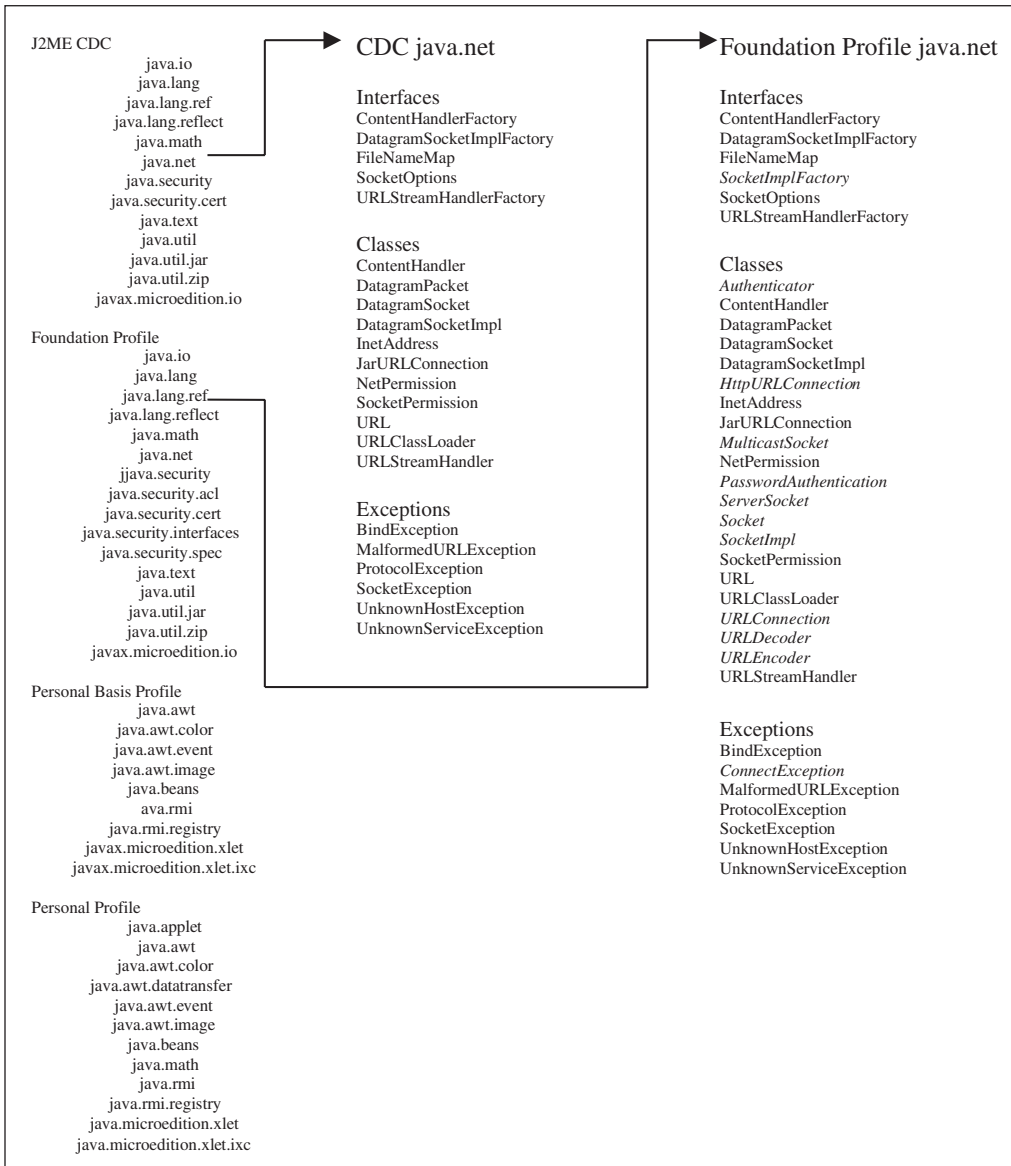 J2ME CDC
java.io
java.lang
java.lang.ref
java.lang.reflect
java.math
java.net
java.security
java.security.cert
java.text
java.util
java.util.jar
java.util.zip
javax.microedition.io
Foundation Profile
java.io
java.lang
java.lang.ref
java.lang.reflect
java.math
java.net
jjava.security
java.security.acl
java.security.cert
java.security.interfaces
java.security.spec
java.text
java.util
java.util.jar
java.util.zip
javax.microedition.io
Personal Basis Profile
java.awt
java.awt.color
java.awt.event
java.awt.image
java.beans
ava.rmi
java.rmi.registry
javax.microedition.xlet
javax.microedition.xlet.ixc
Personal Profile
java.applet
java.awt
java.awt.color
java.awt.datatransfer
java.awt.event
java.awt.image
java.beans
java.math
java.rmi
java.rmi.registry
java.microedition.xlet
java.microedition.xlet.ixc
CDC java.net
Interfaces
ContentHandlerFactory
DatagramSocketImplFactory
FileNameMap
SocketOptions
URLStreamHandlerFactory
Classes
ContentHandler
DatagramPacket
DatagramSocket
DatagramSocketImpl
InetAddress
JarURLConnection
NetPermission
SocketPermission
URL
URLClassLoader
URLStreamHandler
Exceptions
BindException
MalformedURLException
ProtocolException
SocketException
UnknownHostException
UnknownServiceException
Foundation Profile java.net
Interfaces
ContentHandlerFactory
DatagramSocketImplFactory
FileNameMap
SocketImplFactory
SocketOptions
URLStreamHandlerFactory
Classes
Authenticator
ContentHandler
DatagramPacket
DatagramSocket
DatagramSocketImpl
HttpURLConnection
InetAddress
JarURLConnection
MulticastSocket
NetPermission
PasswordAuthentication
ServerSocket
Socket
SocketImpl
SocketPermission
URL
URLClassLoader
URLConnection
URLDecoder
URLEncoder
URLStreamHandler
Exceptions
BindException
ConnectException
MalformedURLException
ProtocolException
SocketException
UnknownHostException
UnknownServiceException